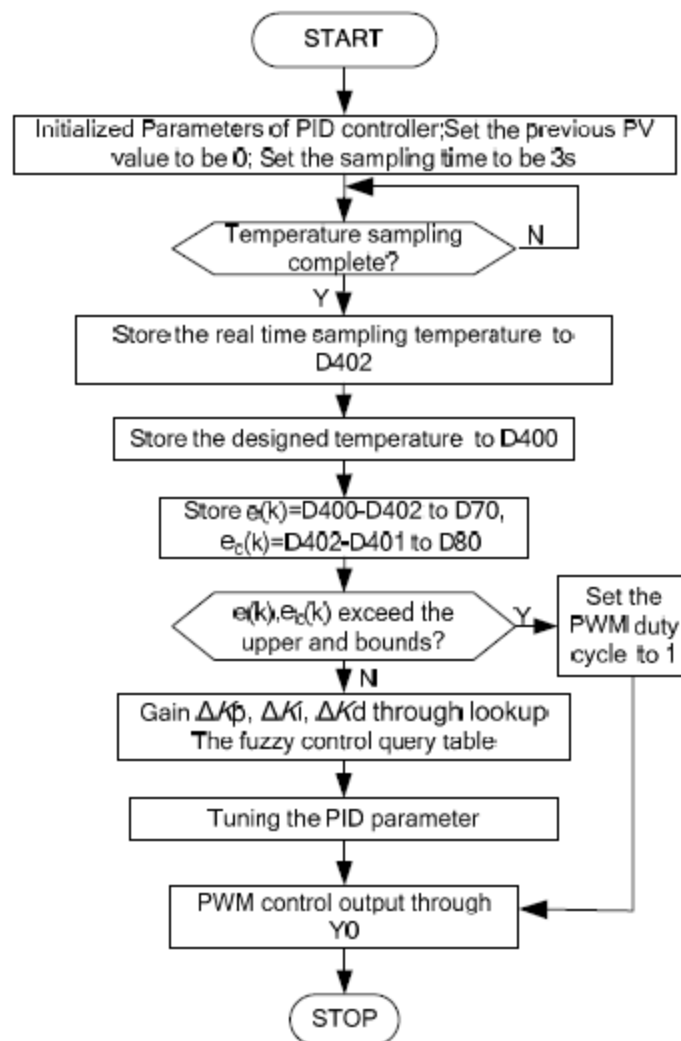 START
Initialized Parameters of PID controller;Set the previous PV
value to be 0; Set the sampling time to be 3s
Temperature sampling
complete?
N
Y
Store the real time sampling temperature to
D402
Store the designed temperature to D400
Store e(k)=D400-D402 to D70,
ec(k)=D402-D401 to D80
e(k),ec(k) exceed the
upper and bounds?
Y
Set the
PWM duty
cycle to 1
N
Gain ΔKp, ΔKi, ΔKd through lookup
The fuzzy control query table
Tuning the PID parameter
PWM control output through
Y0
STOP